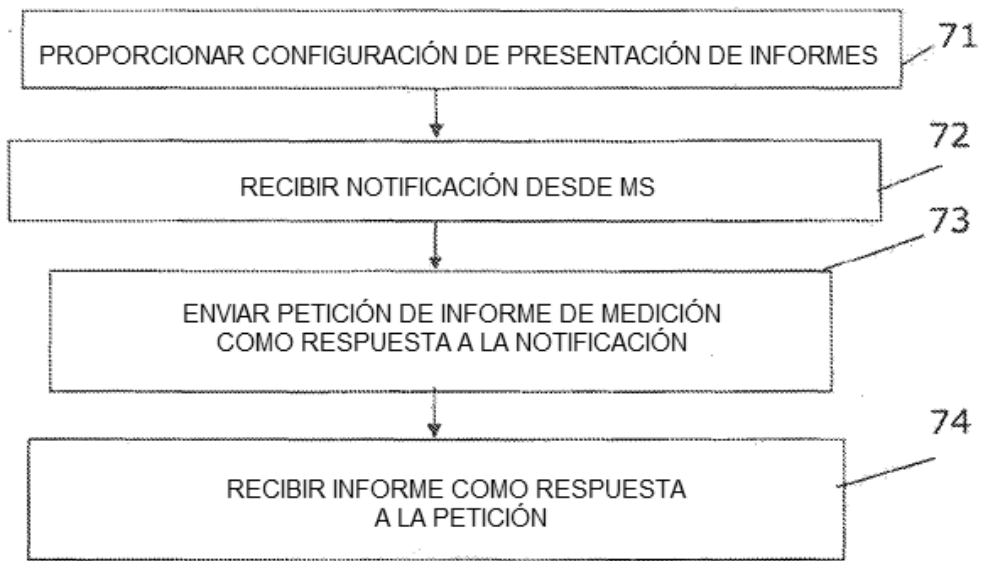 71
PROPORCIONAR CONFIGURACIÓN DE PRESENTACIÓN DE INFORMES
72
RECIBIR NOTIFICACIÓN DESDE MS
73
ENVIAR PETICIÓN DE INFORME DE MEDICIÓN
COMO RESPUESTA A LA NOTIFICACIÓN
74
RECIBIR INFORME COMO RESPUESTA
A LA PETICIÓN